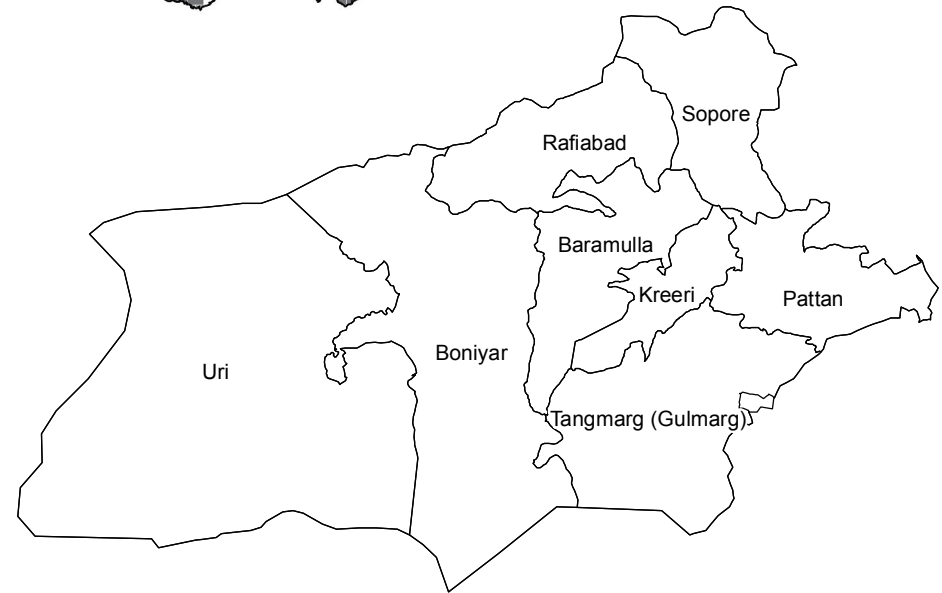 Sopore
Rafiabad
Baramulla
Kreeri
Pattan
Boniyar
Uri
Tangmarg (Gulmarg)